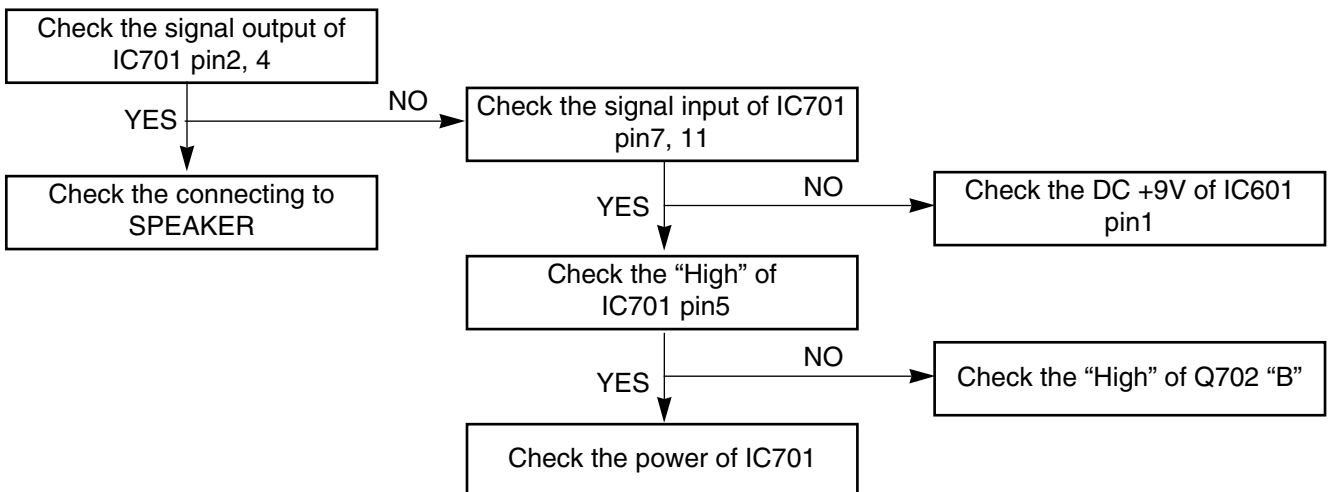 Check the signal output of
IC701 pin2, 4
YES
NO
Check the signal input of IC701
pin7, 11
Check the connecting to
SPEAKER
YES
NO
Check the DC +9V of IC601
pin1
Check the “High” of
IC701 pin5
YES
NO
Check the “High” of Q702 “B”
Check the power of IC701